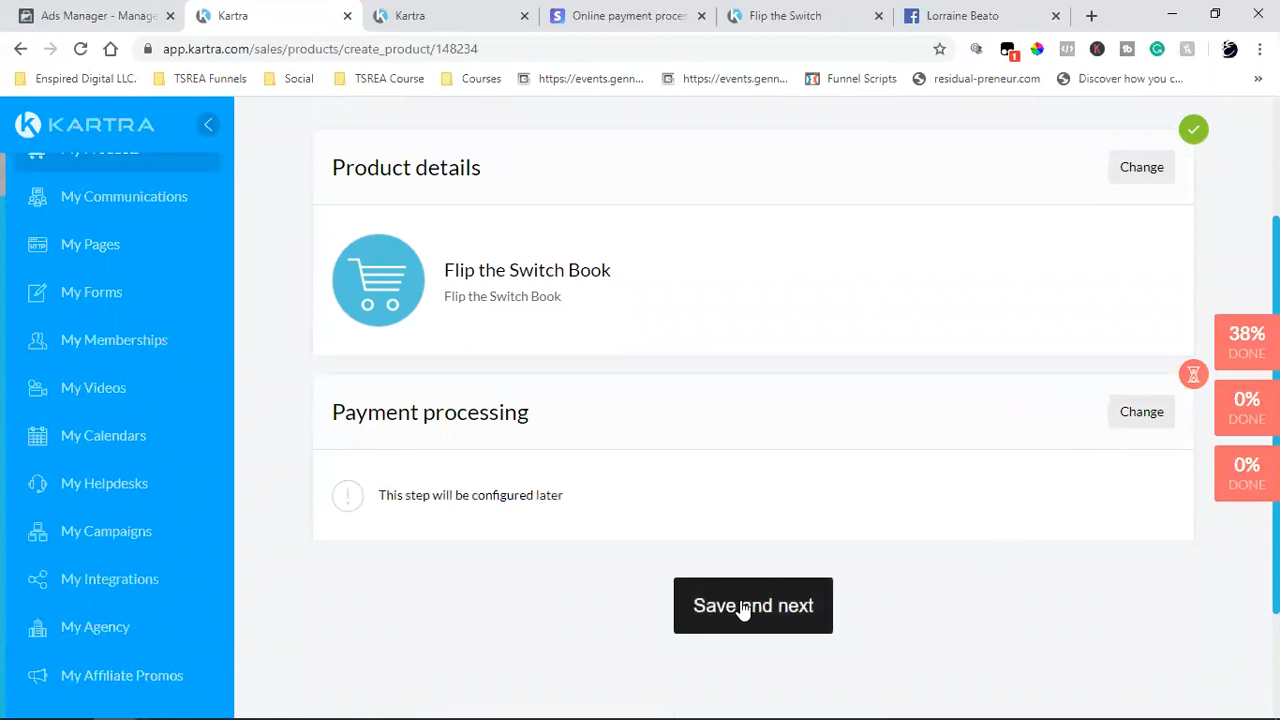 Ads Manager - Manage
Kartra
Kartra
Online payment proce
Flip the Switch
Lorraine Beato
app.kartra.com/sales/products/create_product/148234
1
Enspired Digital LLC.
TSREA Funnels
Social
TSREA Course
Courses
https://events.genn...
https://events.genn...
Funnel Scripts
residual-preneur.com
Discover how you c...
»
KARTRA
My Products
My Communications
My Pages
My Forms
My Memberships
My Videos
My Calendars
My Helpdesks
My Campaigns
My Integrations
My Agency
My Affiliate Promos
Product details
Change
Flip the Switch Book
Flip the Switch Book
Payment processing
Change
This step will be configured later
Save and next
38%
DONE
0%
DONE
0%
DONE